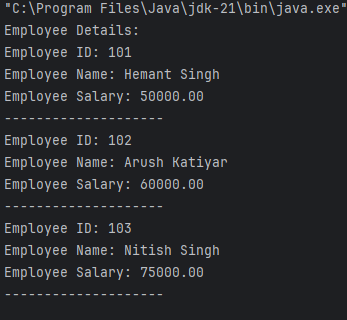 "C:\Program Files\Java\jdk-21\bin\java.exe"
Employee Details:
Employee ID: 101
Employee Name: Hemant Singh
Employee Salary: 50000.00
--------------------
Employee ID: 102
Employee Name: Arush Katiyar
Employee Salary: 60000.00
--------------------
Employee ID: 103
Employee Name: Nitish Singh
Employee Salary: 75000.00
--------------------